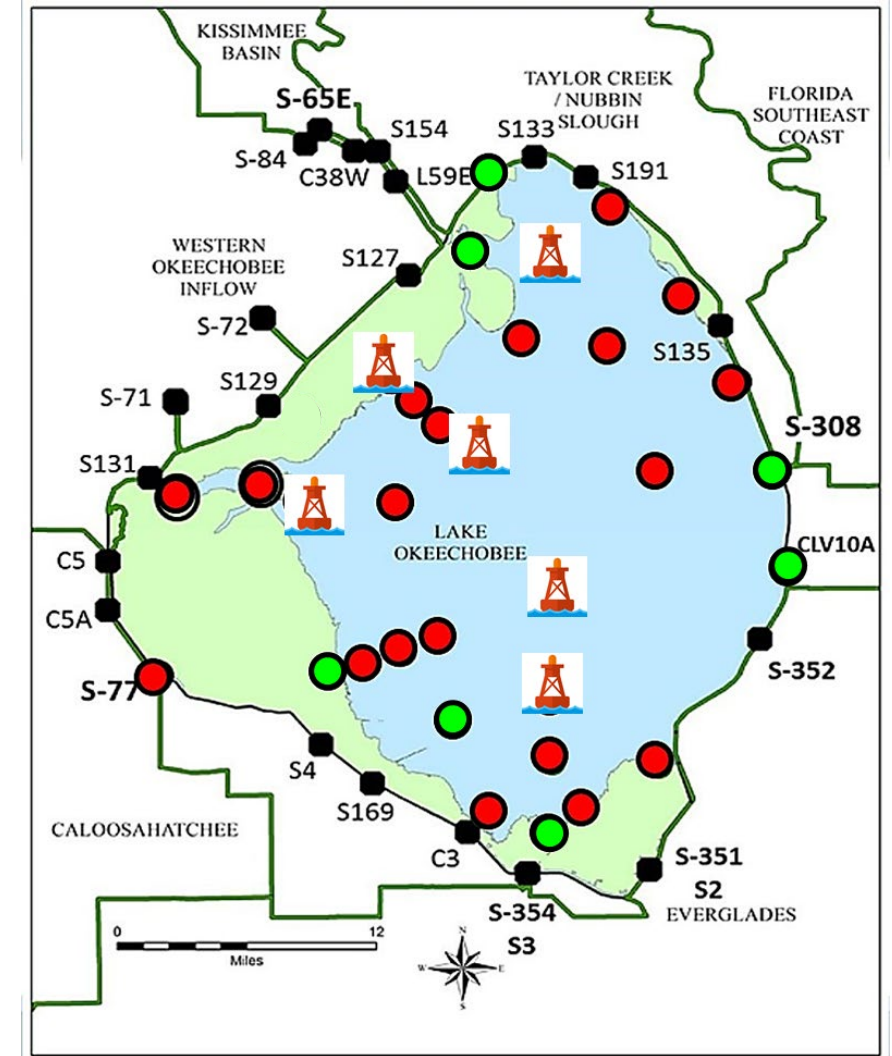 KISSIMMEE
BASIN
TAYLOR CREEK
/ NUBBIN
SLOUGH
FLORIDA
SOUTHEAST
COAST
S-65E
S154
S133
S-84
C38W
L59E
S191
WESTERN
OKEECHOBEE
INFLOW
S127
S-72
S135
S129
S-71
S-308
S131
LAKE
OKEECHOBEE
CLV10A
C5
C5A
S-352
S-77
S4
S169
CALOOSAHATCHEE
C3
S-351
S2
S-354
EVERGLADES
S3
0 12
Miles
N
W E
S